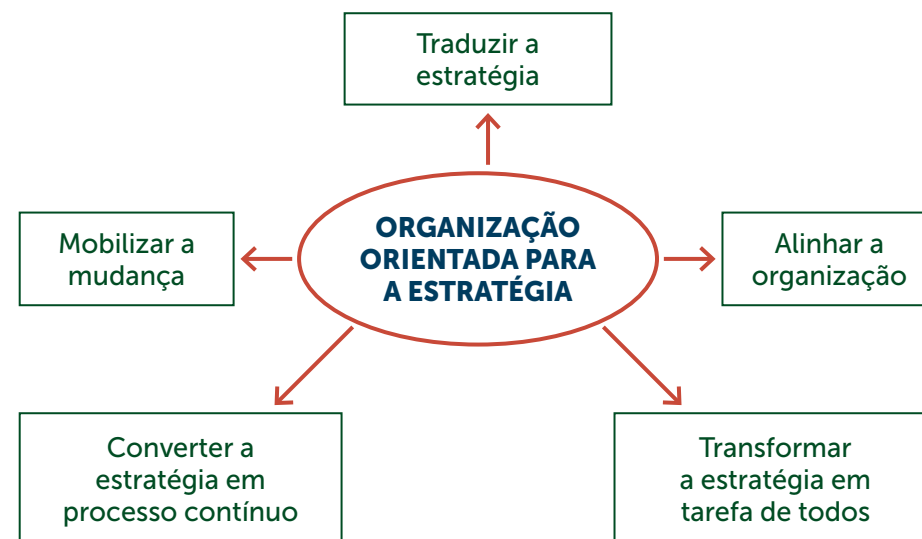 Traduzir a
estratégia
Mobilizar a
mudança
ORGANIZAÇÃO
ORIENTADA PARA
A ESTRATÉGIA
Alinhar a
organização
Converter a
estratégia em
processo contínuo
Transformar
a estratégia em
tarefa de todos